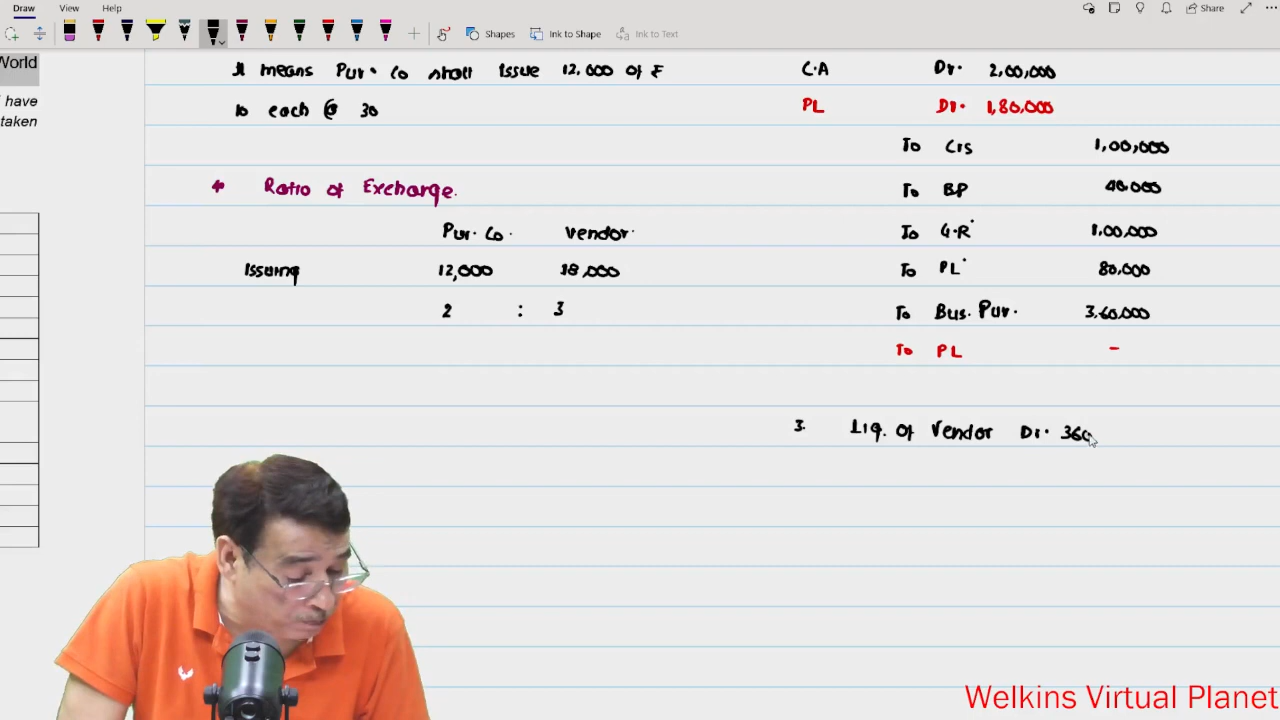 Draw View Help
Share
Shapes Ink to Shape Ink to Text
World
I have
taken
It means Pur. Co shall Issue 12,000 of ₹
10 each @ 30
* Ratio of Exchange.
Pur. Co. Vendor.
Issuing 12,000 18,000
2 : 3
C.A Dr. 2,00,000
PL Dr. 1,80,000
To Crs 1,00,000
To BP 40,000
To G.R 1,00,000
To PL 80,000
To Bus. Pur. 3,60,000
To PL -
3. Liq. of Vendor Dr. 360
Welkins Virtual Planet